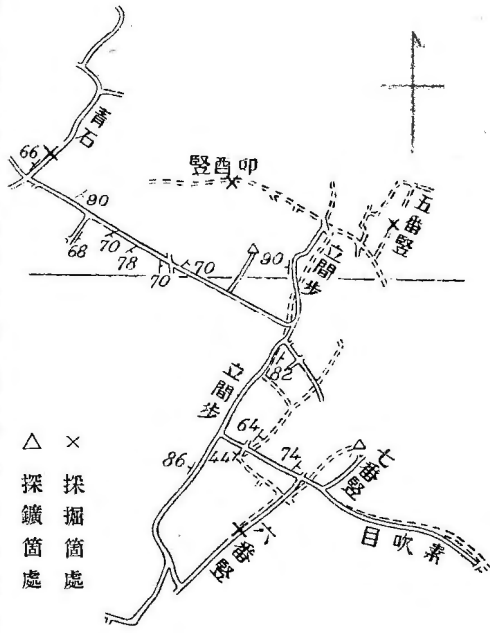 青石
66
竪酉卯
五番竪
90
68
70
78
70
70
90
立間歩
82
立間歩
64
44
74
86
七番竪
六番竪
目吹素
× 採掘箇處
△ 探鑛箇處